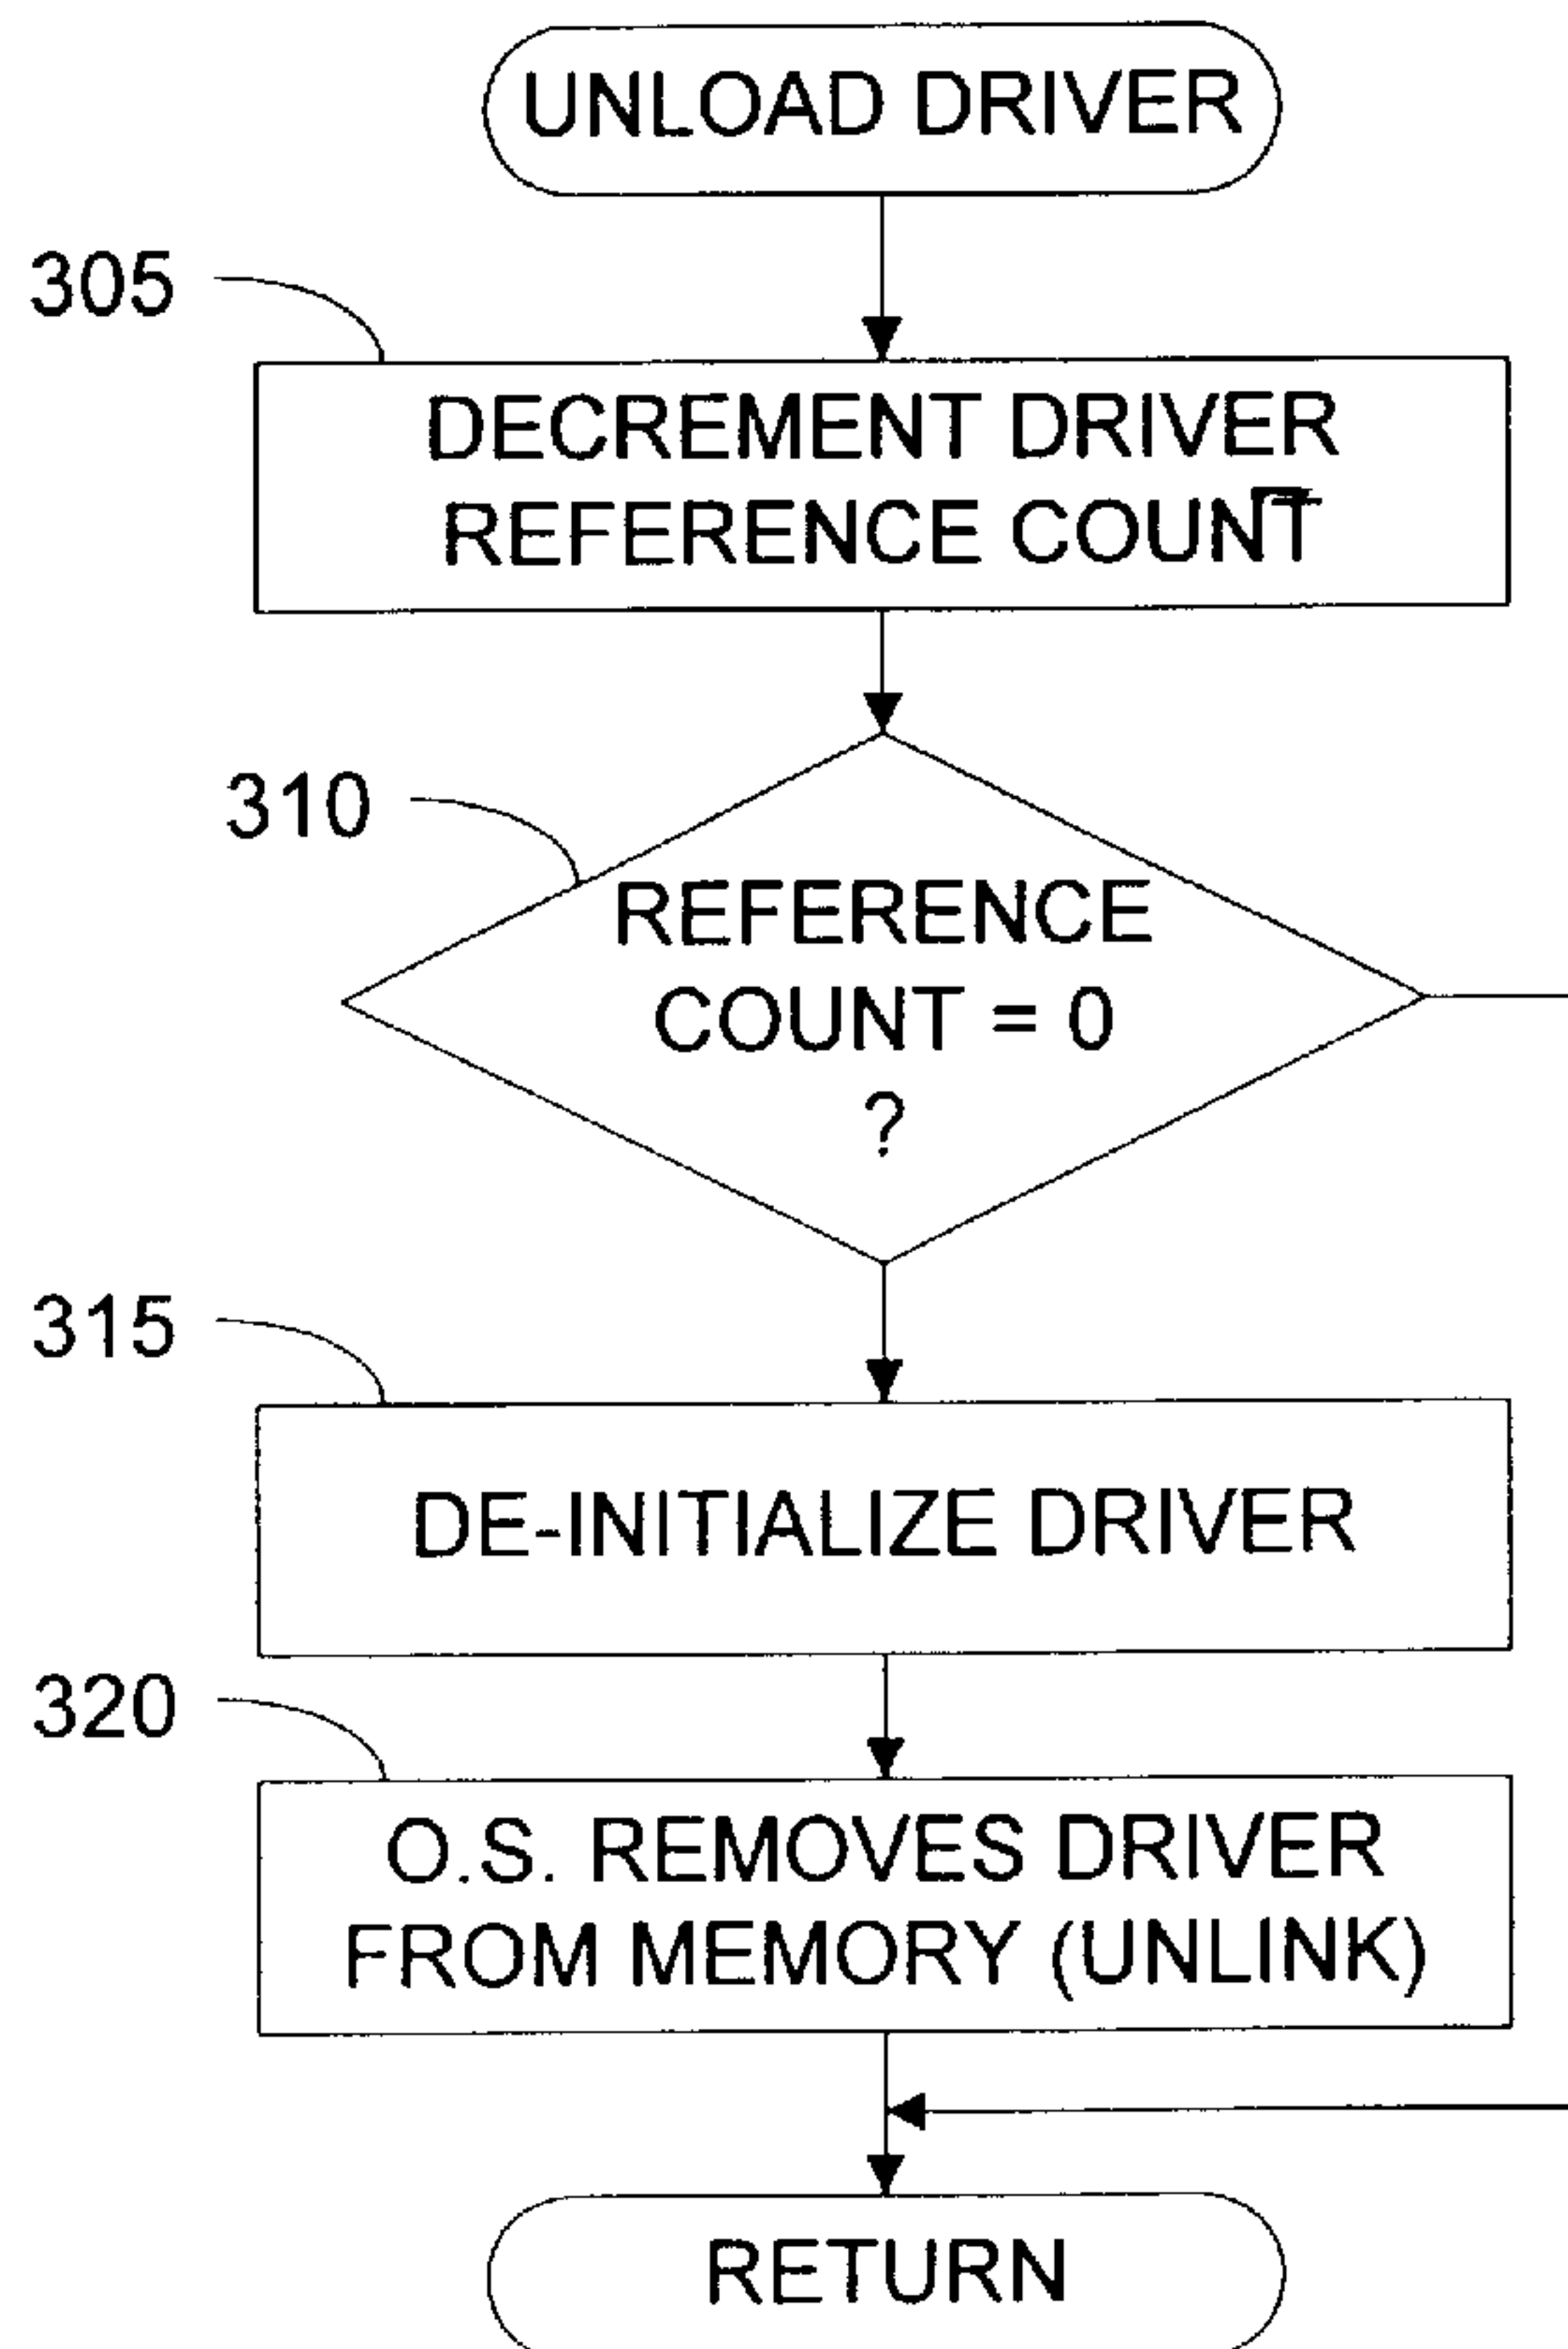 UNLOAD DRIVER
305
DECREMENT DRIVER
REFERENCE COUNT
310
REFERENCE
COUNT = 0
?
315
DE-INITIALIZE DRIVER
320
O.S. REMOVES DRIVER
FROM MEMORY (UNLINK)
RETURN